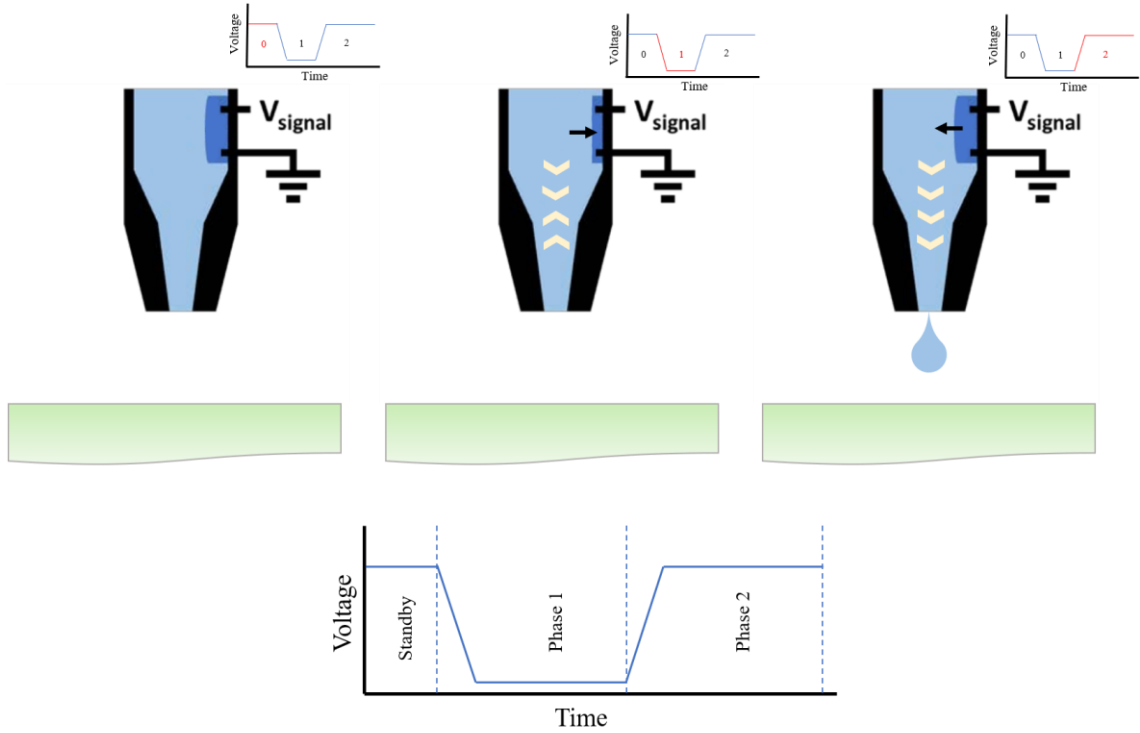 Voltage
0
1
2
Time
Voltage
0
1
2
Time
Voltage
0
1
2
Time
Vsignal
Vsignal
Vsignal
Voltage
Standby
Phase 1
Phase 2
Time